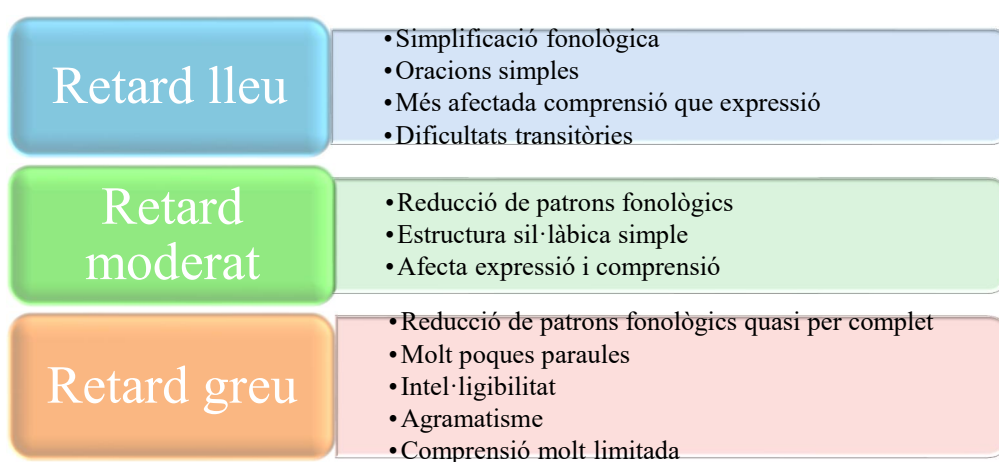 Retard lleu
•Simplificació fonològica
•Oracions simples
•Més afectada comprensió que expressió
•Dificultats transitòries
Retard
moderat
•Reducció de patrons fonològics
•Estructura sil·làbica simple
•Afecta expressió i comprensió
Retard greu
•Reducció de patrons fonològics quasi per complet
•Molt poques paraules
•Intel·ligibilitat
•Agramatisme
•Comprensió molt limitada